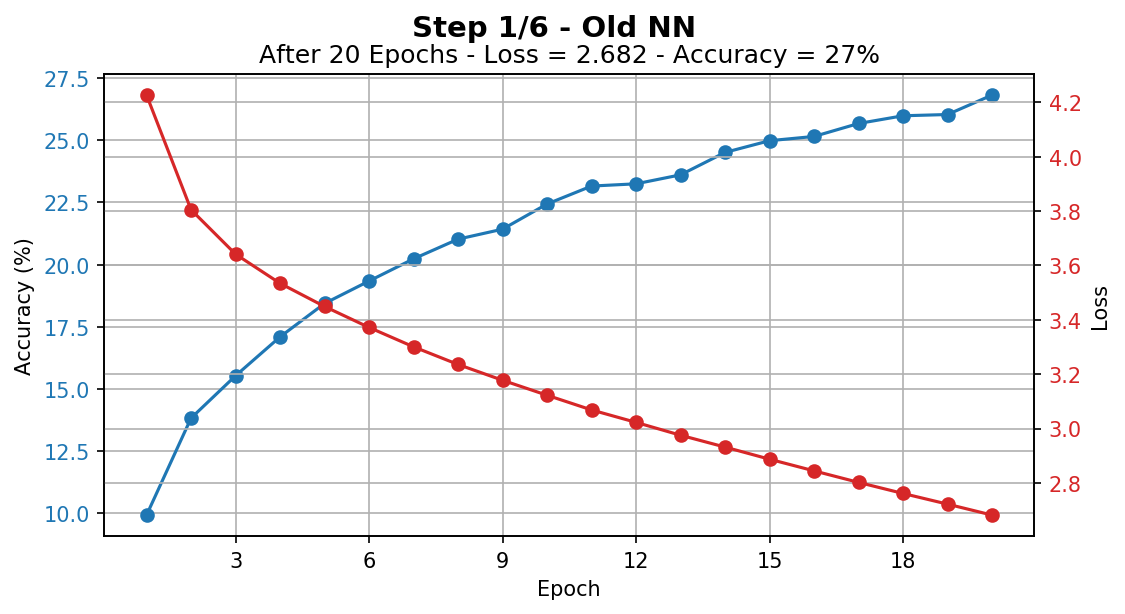 Step 1/6 - Old NN
After 20 Epochs - Loss = 2.682 - Accuracy = 27%
27.5
25.0
22.5
20.0
17.5
15.0
12.5
10.0
Accuracy (%)
4.2
4.0
3.8
3.6
3.4
3.2
3.0
2.8
Loss
3 6 9 12 15 18
Epoch